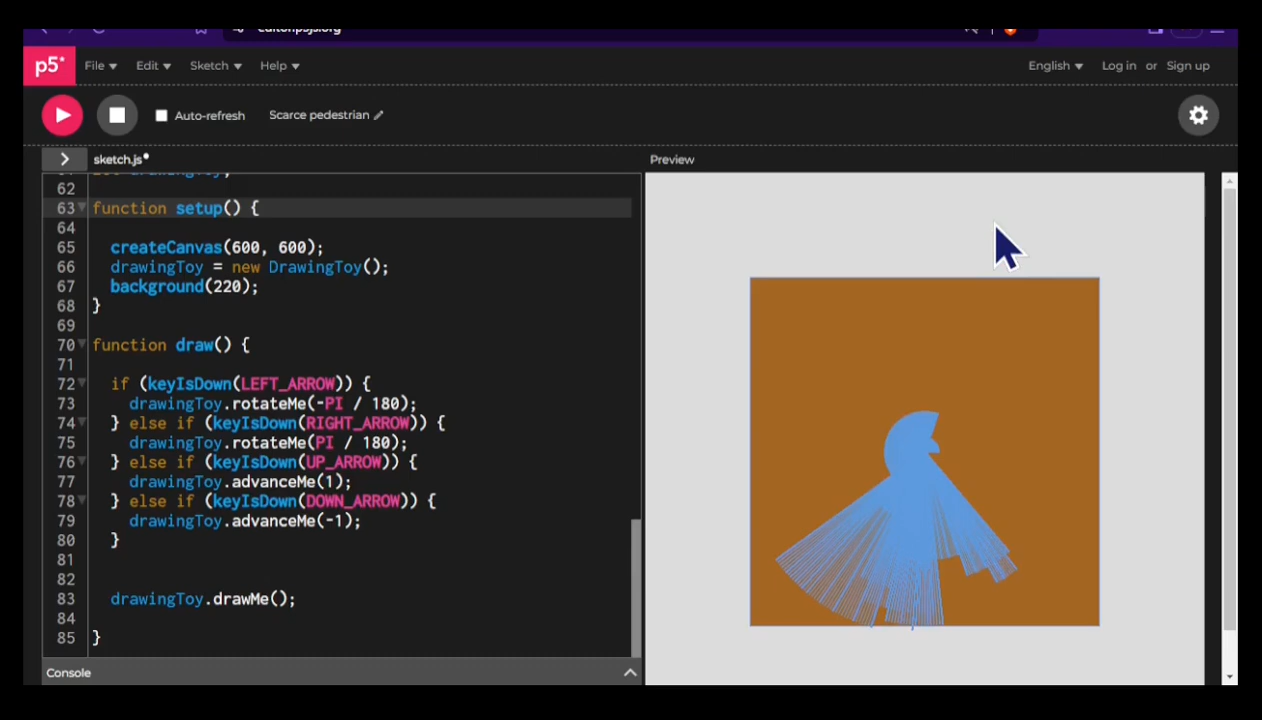 p5*
File Edit Sketch Help
English Log in or Sign up
Auto-refresh Scarce pedestrian
sketch.js
Preview
62
63 function setup() {
64
65 createCanvas(600, 600);
66 drawingToy = new DrawingToy();
67 background(220);
68 }
69
70 function draw() {
71
72 if (keyIsDown(LEFT_ARROW)) {
73 drawingToy.rotateMe(-PI / 180);
74 } else if (keyIsDown(RIGHT_ARROW)) {
75 drawingToy.rotateMe(PI / 180);
76 } else if (keyIsDown(UP_ARROW)) {
77 drawingToy.advanceMe(1);
78 } else if (keyIsDown(DOWN_ARROW)) {
79 drawingToy.advanceMe(-1);
80 }
81
82
83 drawingToy.drawMe();
84
85 }
Console